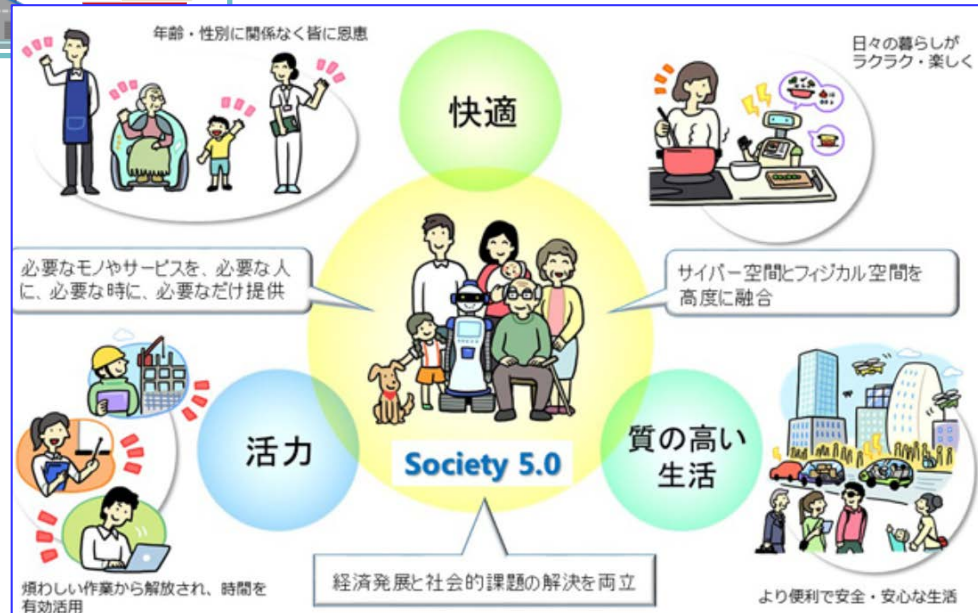 年齢・性別に関係なく皆に恩恵
日々の暮らしが
ラクラク・楽しく
快適
必要なモノやサービスを、必要な人
に、必要な時に、必要なだけ提供
サイバー空間とフィジカル空間を
高度に融合
活力
質の高い
生活
Society 5.0
経済発展と社会的課題の解決を両立
煩わしい作業から解放され、時間を
有効活用
より便利で安全・安心な生活